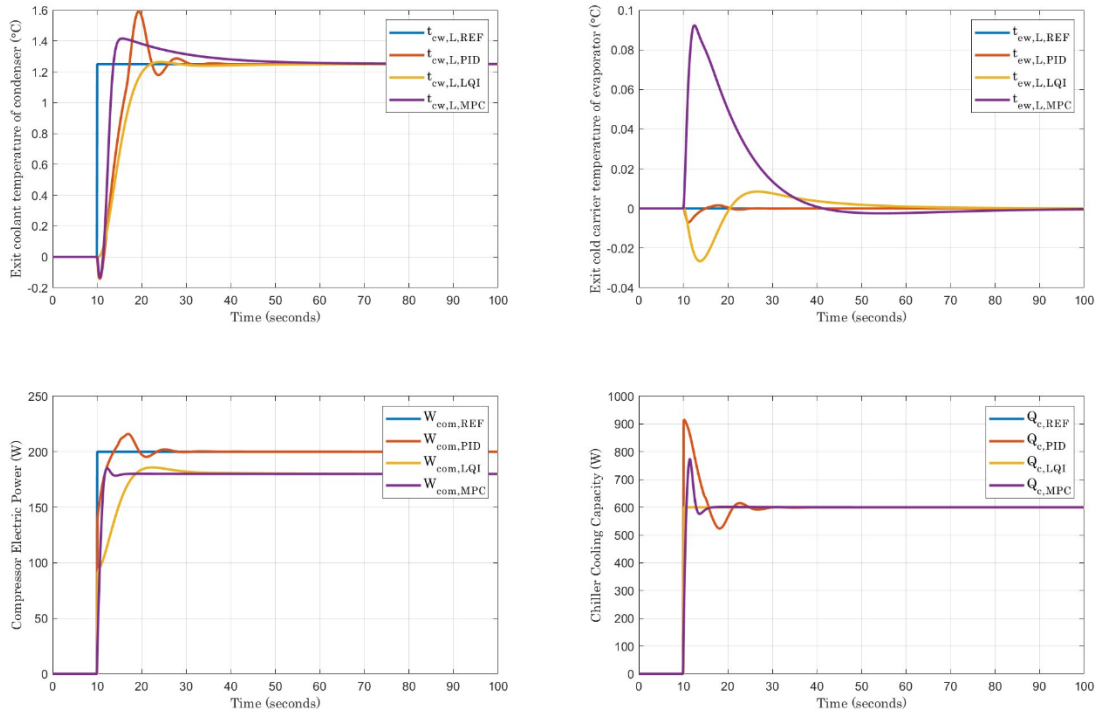 Exit coolant temperature of condenser (°C)
1.6
1.4
1.2
1
0.8
0.6
0.4
0.2
0
-0.2
t_cw,L,REF
t_cw,L,PID
t_cw,L,LQI
t_cw,L,MPC
0 10 20 30 40 50 60 70 80 90 100
Time (seconds)
Exit cold carrier temperature of evaporator (°C)
0.1
0.08
0.06
0.04
0.02
0
-0.02
-0.04
t_ew,L,REF
t_ew,L,PID
t_ew,L,LQI
t_ew,L,MPC
0 10 20 30 40 50 60 70 80 90 100
Time (seconds)
Compressor Electric Power (W)
250
200
150
100
50
0
W_com,REF
W_com,PID
W_com,LQI
W_com,MPC
0 10 20 30 40 50 60 70 80 90 100
Time (seconds)
Chiller Cooling Capacity (W)
1000
900
800
700
600
500
400
300
200
100
0
Q_c,REF
Q_c,PID
Q_c,LQI
Q_c,MPC
0 10 20 30 40 50 60 70 80 90 100
Time (seconds)